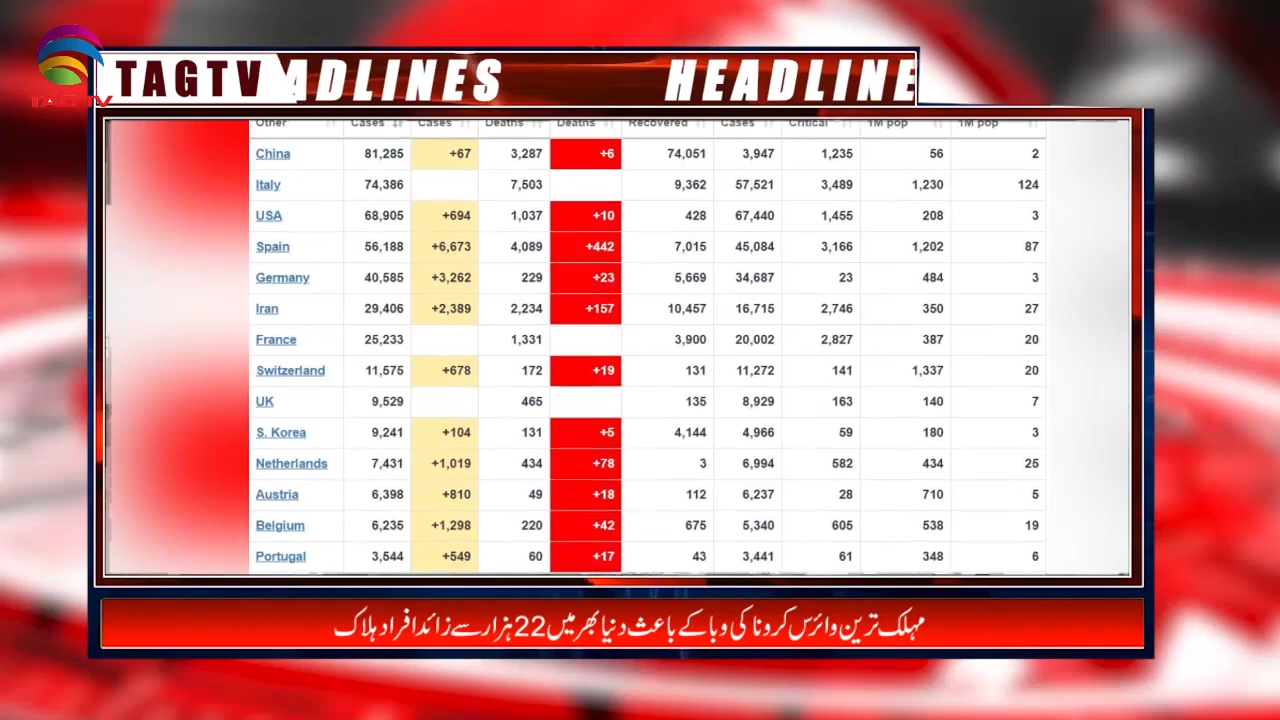 TAGTV ADLINES HEADLINE
TAG TV
Other Cases Cases Deaths Deaths Recovered Cases Critical 1M pop 1M pop
China 81,285 +67 3,287 +6 74,051 3,947 1,235 56 2
Italy 74,386 7,503 9,362 57,521 3,489 1,230 124
USA 68,905 +694 1,037 +10 428 67,440 1,455 208 3
Spain 56,188 +6,673 4,089 +442 7,015 45,084 3,166 1,202 87
Germany 40,585 +3,262 229 +23 5,669 34,687 23 484 3
Iran 29,406 +2,389 2,234 +157 10,457 16,715 2,746 350 27
France 25,233 1,331 3,900 20,002 2,827 387 20
Switzerland 11,575 +678 172 +19 131 11,272 141 1,337 20
UK 9,529 465 135 8,929 163 140 7
S. Korea 9,241 +104 131 +5 4,144 4,966 59 180 3
Netherlands 7,431 +1,019 434 +78 3 6,994 582 434 25
Austria 6,398 +810 49 +18 112 6,237 28 710 5
Belgium 6,235 +1,298 220 +42 675 5,340 605 538 19
Portugal 3,544 +549 60 +17 43 3,441 61 348 6
مہلک ترین وائرس کرونا کی وبا کے باعث دنیا بھر میں 22 ہزار سے زائد افراد ہلاک